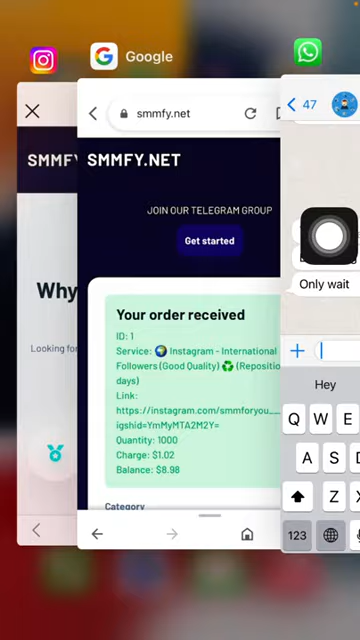 Google
smmfy.net
47
SMMFY
SMMFY.NET
JOIN OUR TELEGRAM GROUP
Get started
Why
Looking for
Your order received
ID: 1
Service: 🌍 Instagram - International
Followers (Good Quality) ♻️ (Reposition
days)
Link:
https://instagram.com/smmforyou_
igshid=YmMyMTA2M2Y=
Quantity: 1000
Charge: $1.02
Balance: $8.98
Category
Only wait
Hey
Q W E
A S D
Z X
123